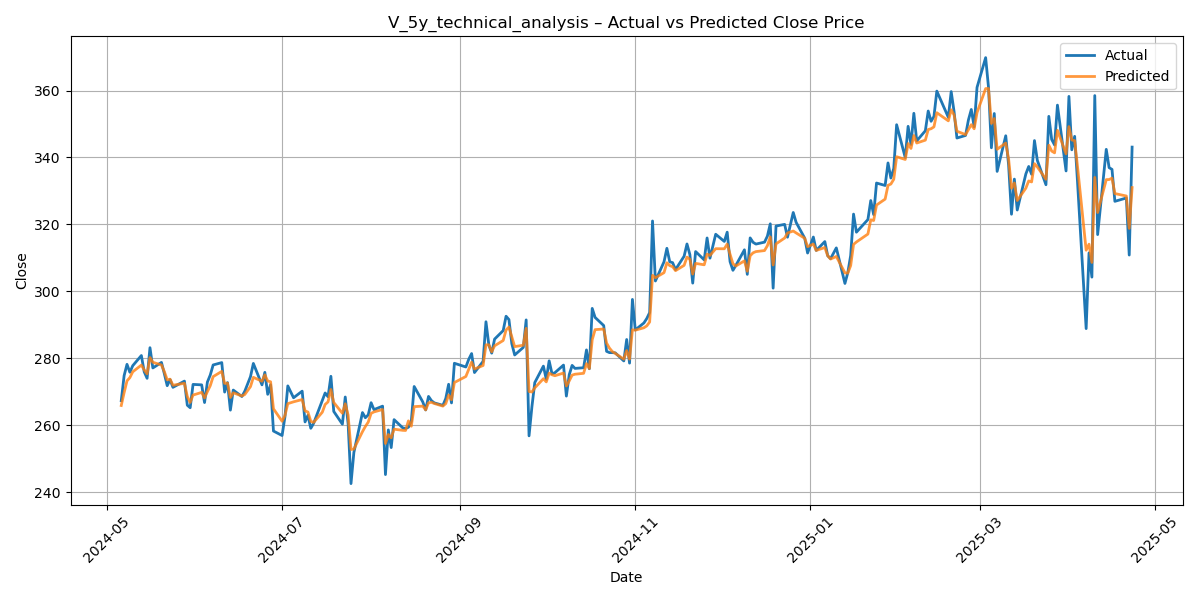 V_5y_technical_analysis – Actual vs Predicted Close Price
Actual
Predicted
360
340
320
300
280
260
240
Close
2024-05
2024-07
2024-09
2024-11
2025-01
2025-03
2025-05
Date